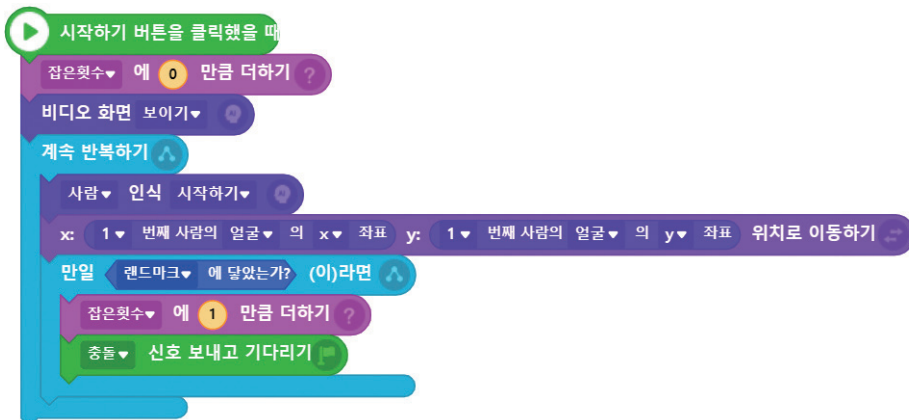 시작하기 버튼을 클릭했을 때
잡은횟수▼ 에 0 만큼 더하기 ?
비디오 화면 보이기▼
계속 반복하기
사람▼ 인식 시작하기▼
x: 1▼ 번째 사람의 얼굴▼ 의 x▼ 좌표 y: 1▼ 번째 사람의 얼굴▼ 의 y▼ 좌표 위치로 이동하기
만일 랜드마크▼ 에 닿았는가? (이)라면
잡은횟수▼ 에 1 만큼 더하기 ?
충돌▼ 신호 보내고 기다리기